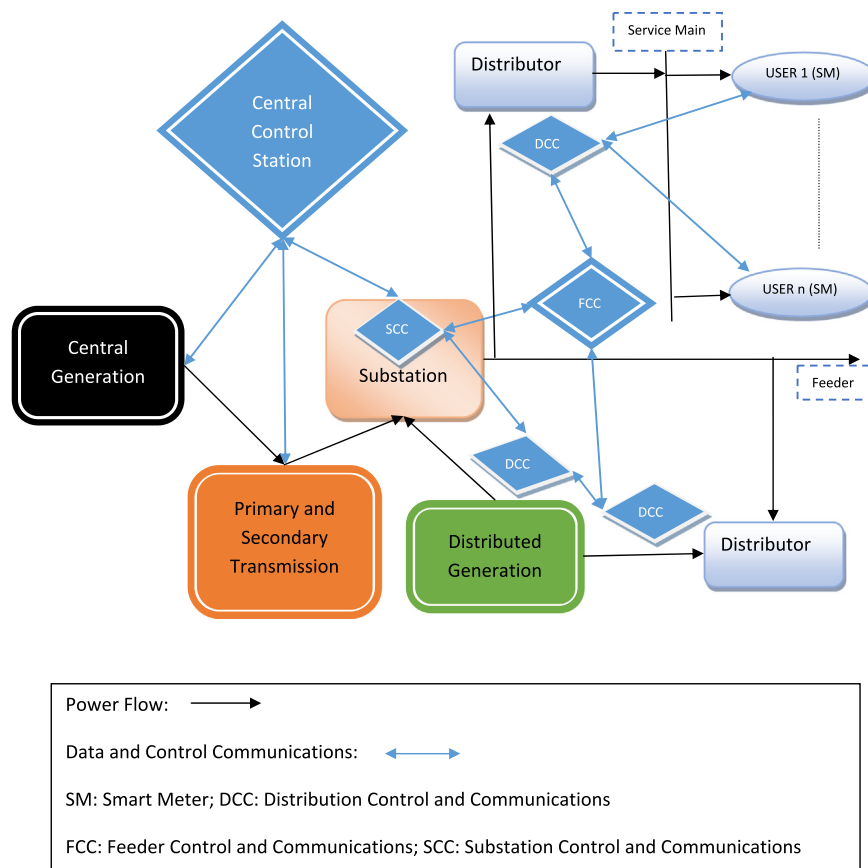 Service Main
Distributor
USER 1 (SM)
Central
Control
Station
DCC
USER n (SM)
FCC
SCC
Central
Generation
Substation
Feeder
DCC
DCC
Primary and
Secondary
Transmission
Distributed
Generation
Distributor
Power Flow:
Data and Control Communications:
SM: Smart Meter; DCC: Distribution Control and Communications
FCC: Feeder Control and Communications; SCC: Substation Control and Communications